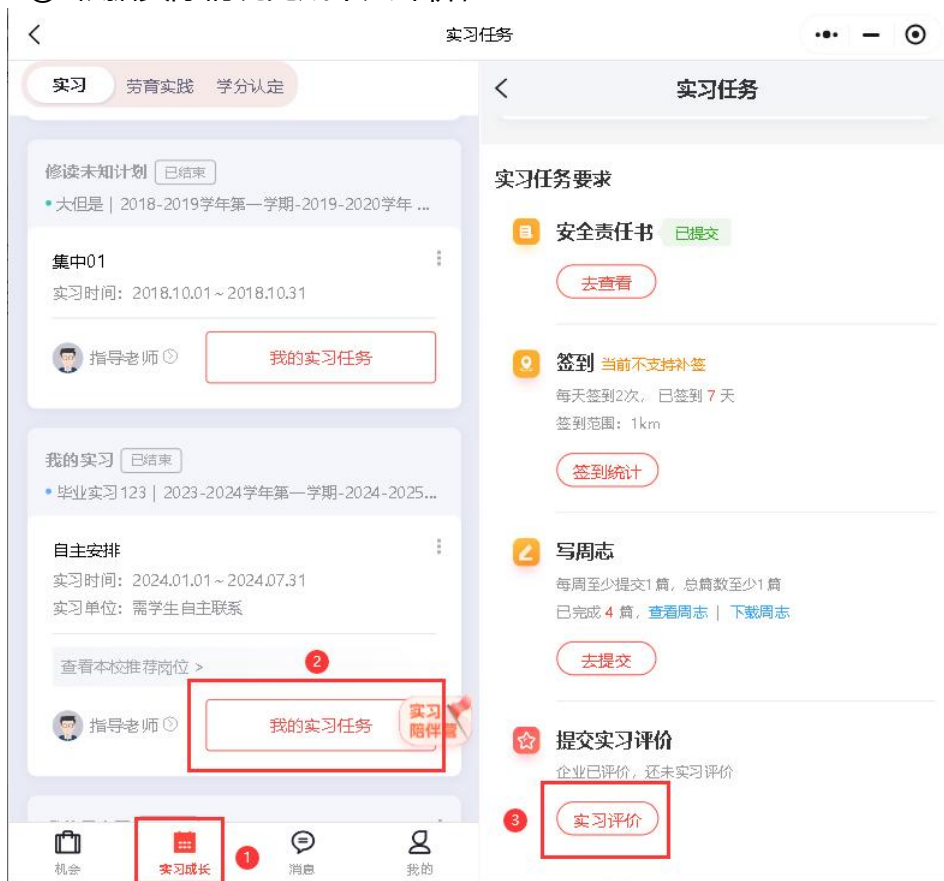 实习任务
实习 劳育实践 学分认定
修读未知计划 已结束
大但是 | 2018-2019学年第一学期-2019-2020学年 ...
集中01
实习时间：2018.10.01~2018.10.31
指导老师 我的实习任务
我的实习 已结束
毕业实习123 | 2023-2024学年第一学期-2024-2025...
自主安排
实习时间：2024.01.01~2024.07.31
实习单位：需学生自主联系
查看本校推荐岗位 >
2
指导老师 我的实习任务
实习
陪伴营
机会 实习成长 1 消息 我的
实习任务
实习任务要求
安全责任书 已提交
去查看
签到 当前不支持补签
每天签到2次， 已签到 7 天
签到范围：1km
签到统计
写周志
每周至少提交1篇，总篇数至少1篇
已完成 4 篇，查看周志 | 下载周志
去提交
提交实习评价
企业已评价，还未实习评价
3 实习评价